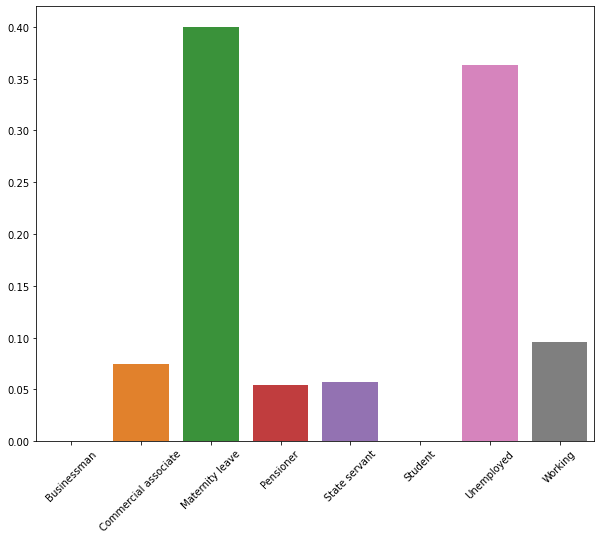 0.40
0.35
0.30
0.25
0.20
0.15
0.10
0.05
0.00
Businessman
Commercial associate
Maternity leave
Pensioner
State servant
Student
Unemployed
Working